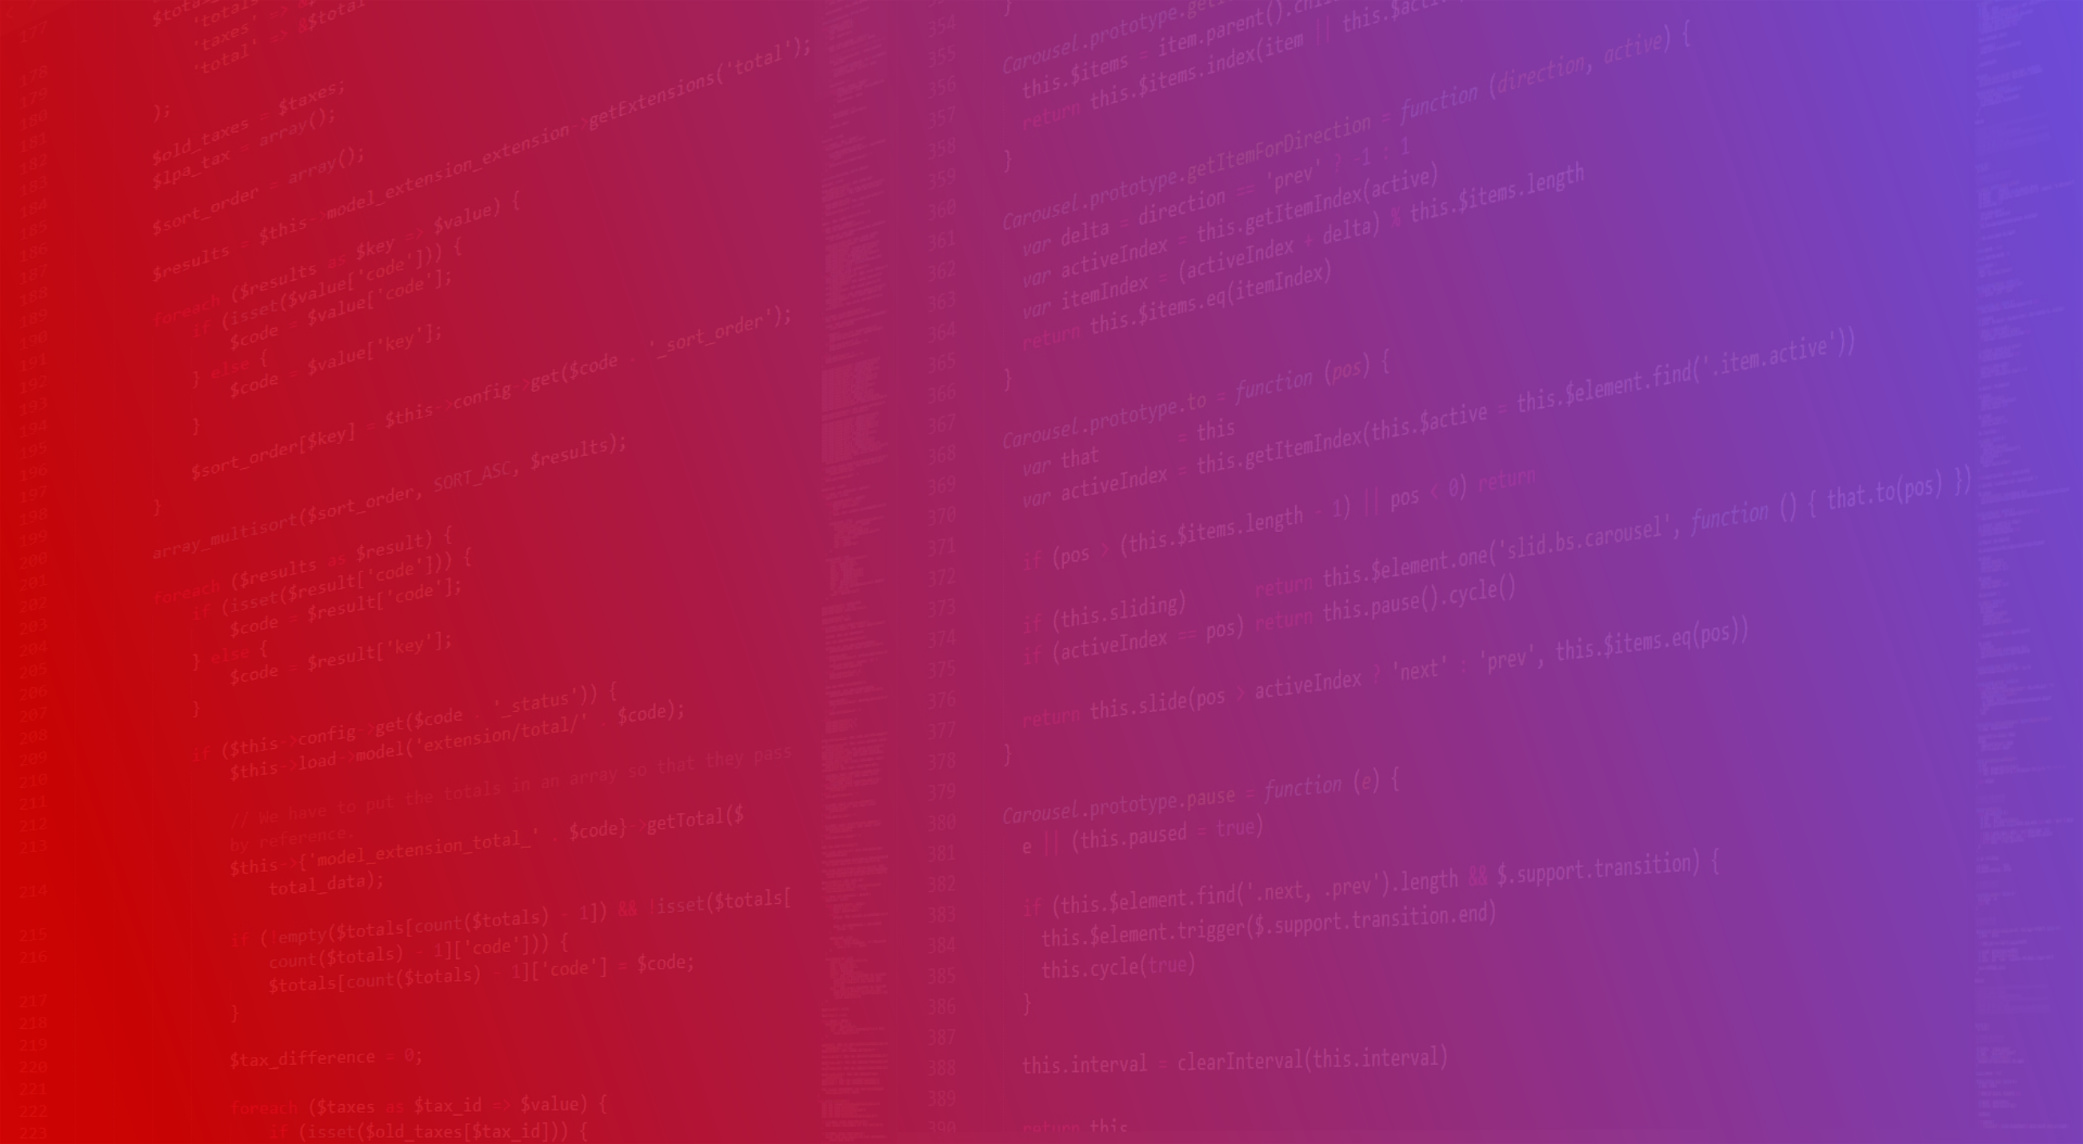 177
178
179
180
181
182
183
184
185
186
187
188
189
190
191
192
193
194
195
196
197
198
199
200
201
202
203
204
205
206
207
208
209
210
211
212
213
214
215
216
217
218
219
220
221
222
223
'taxes' => 
'total' => &$total
);
$old_taxes = $taxes;
$lpa_tax = array();
$sort_order = array();
$results = $this->model_extension_extension->getExtensions('total');
foreach ($results as $key => $value) {
if (isset($value['code'])) {
$code = $value['code'];
} else {
$code = $value['key'];
}
$sort_order[$key] = $this->config->get($code . '_sort_order');
}
array_multisort($sort_order, SORT_ASC, $results);
foreach ($results as $result) {
if (isset($result['code'])) {
$code = $result['code'];
} else {
$code = $result['key'];
}
if ($this->config->get($code . '_status')) {
$this->load->model('extension/total/' . $code);
// We have to put the totals in an array so that they pass
by reference.
$this->{'model_extension_total_' . $code}->getTotal($
total_data);
if (!empty($totals[count($totals) - 1]) && !isset($totals[
count($totals) - 1]['code'])) {
$totals[count($totals) - 1]['code'] = $code;
}
$tax_difference = 0;
foreach ($taxes as $tax_id => $value) {
if (isset($old_taxes[$tax_id])) {
354
355
356
357
358
359
360
361
362
363
364
365
366
367
368
369
370
371
372
373
374
375
376
377
378
379
380
381
382
383
384
385
386
387
388
389
390
}
this.$items = item.parent().
return this.$items.index(item || this.
}
Carousel.prototype.getItemForDirection = function (direction, active) {
var delta = direction == 'prev' ? -1 : 1
var activeIndex = this.getItemIndex(active)
var itemIndex = (activeIndex + delta) % this.$items.length
return this.$items.eq(itemIndex)
}
Carousel.prototype.to = function (pos) {
var that = this
var activeIndex = this.getItemIndex(this.$active = this.$element.find('.item.active'))
if (pos > (this.$items.length - 1) || pos < 0) return
if (this.sliding) return this.$element.one('slid.bs.carousel', function () { that.to(pos) })
if (activeIndex == pos) return this.pause().cycle()
return this.slide(pos > activeIndex ? 'next' : 'prev', this.$items.eq(pos))
}
Carousel.prototype.pause = function (e) {
e || (this.paused = true)
if (this.$element.find('.next, .prev').length && $.support.transition) {
this.$element.trigger($.support.transition.end)
this.cycle(true)
}
this.interval = clearInterval(this.interval)
return this